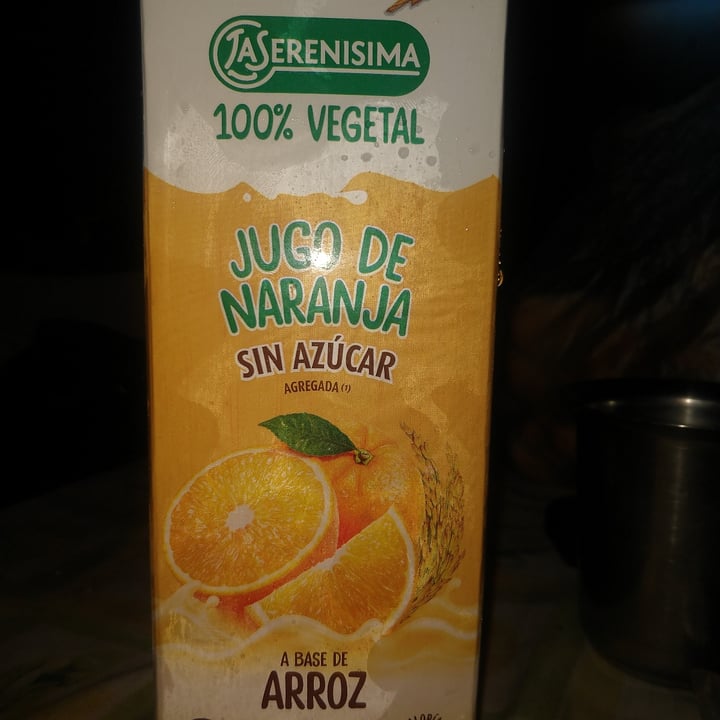 LASERENISIMA
100% VEGETAL
JUGO DE
NARANJA
SIN AZÚCAR
AGREGADA (1)
A BASE DE
ARROZ